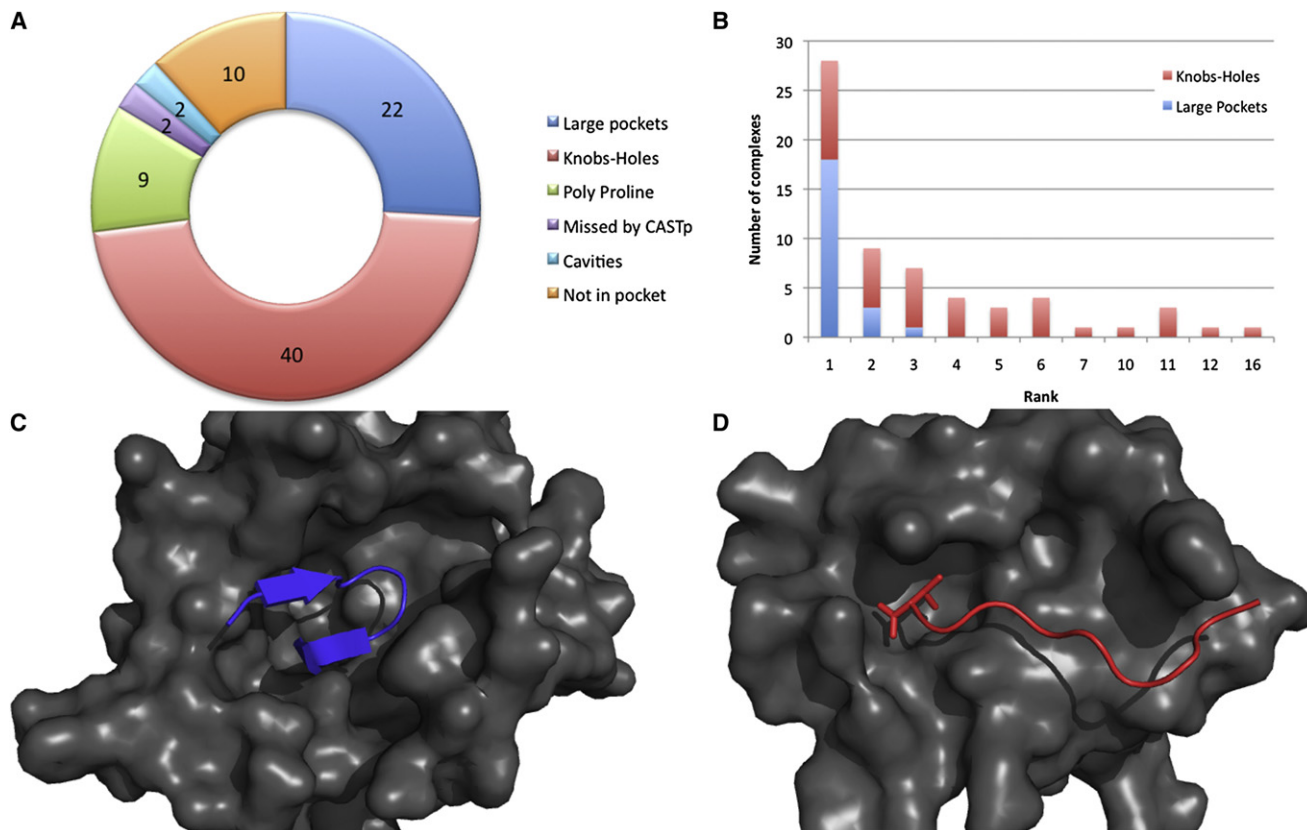 A
10
22
2
2
9
40
Large pockets
Knobs-Holes
Poly Proline
Missed by CASTp
Cavities
Not in pocket
B
Number of complexes
30
25
20
15
10
5
0
Knobs-Holes
Large Pockets
1 2 3 4 5 6 7 10 11 12 16
Rank
C
D